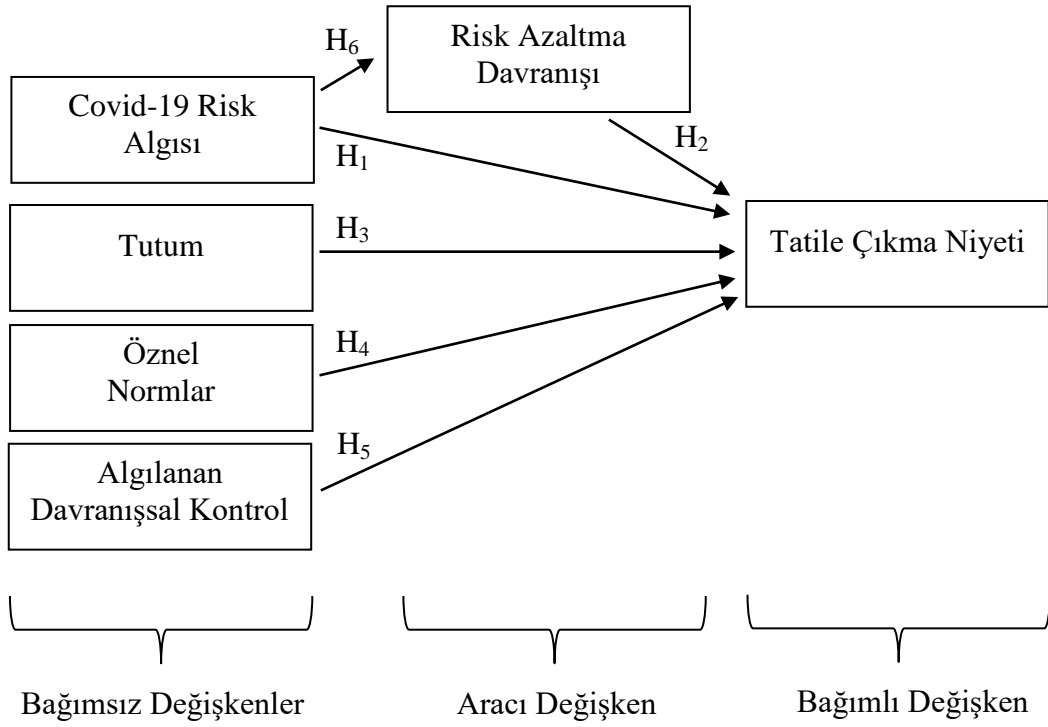 Risk Azaltma
Davranışı
H₆
Covid-19 Risk
Algısı
H₂
H₁
Tutum
H₃
Tatile Çıkma Niyeti
Öznel
Normlar
H₄
H₅
Algılanan
Davranışsal Kontrol
Bağımsız Değişkenler
Aracı Değişken
Bağımlı Değişken